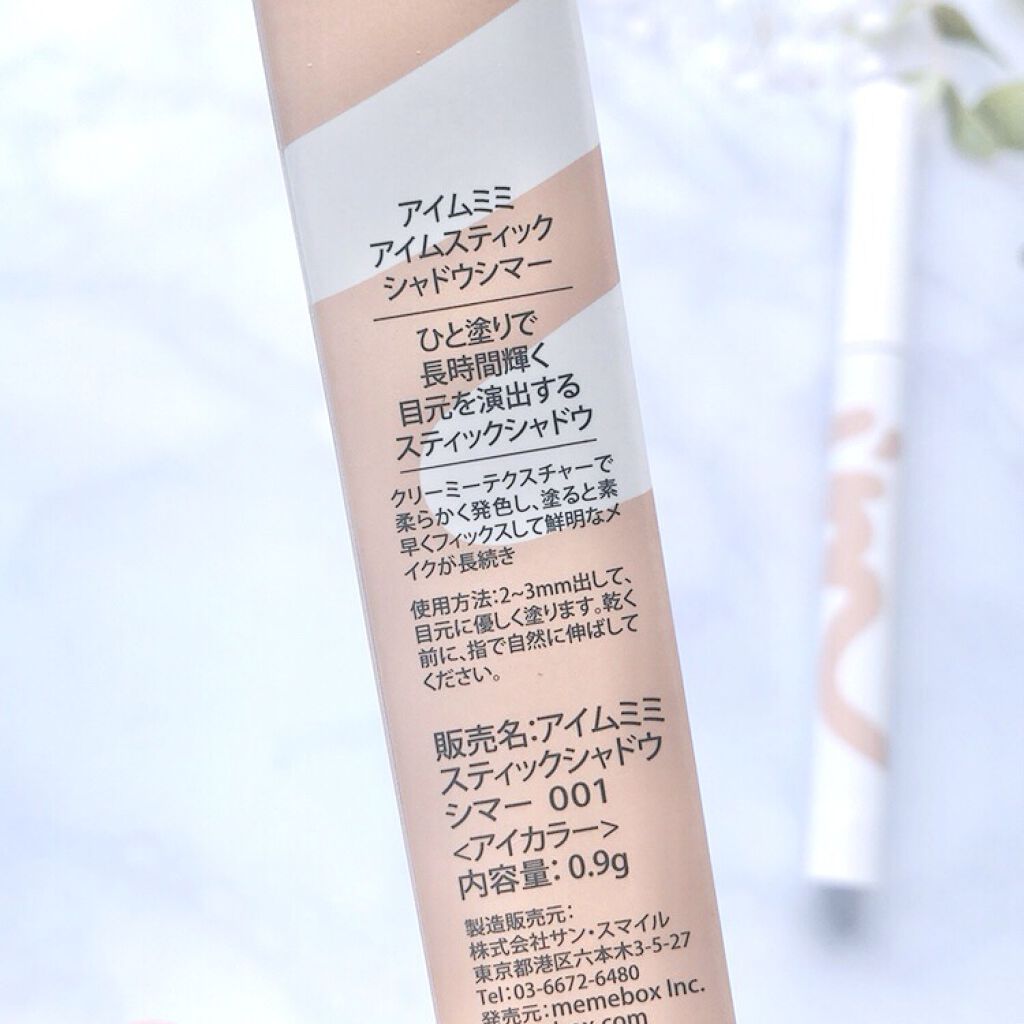 アイムミミ
アイムスティック
シャドウシマー
ひと塗りで
長時間輝く
目元を演出する
スティックシャドウ
クリーミーテクスチャーで
柔らかく発色し、塗ると素
早くフィックスして鮮明なメ
イクが長続き
使用方法:2~3mm出して、
目元に優しく塗ります。乾く
前に、指で自然に伸ばして
ください。
販売名:アイムミミ
スティックシャドウ
シマー 001
<アイカラー>
内容量: 0.9g
製造販売元:
株式会社サン・スマイル
東京都港区六本木3-5-27
Tel:03-6672-6480
発売元:memebox Inc.